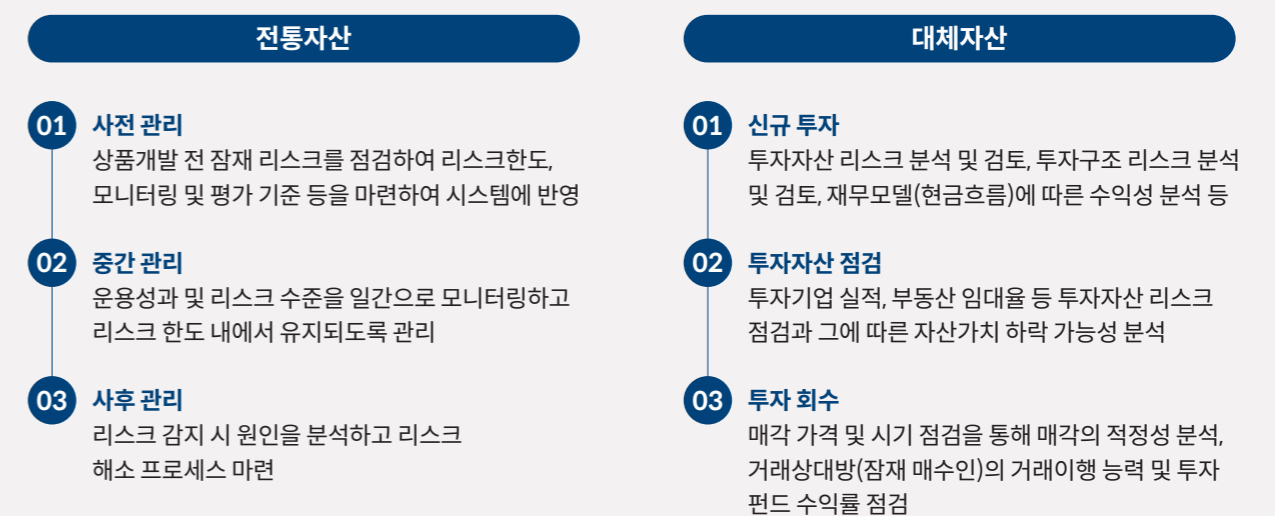 전통자산
01 사전 관리
상품개발 전 잠재 리스크를 점검하여 리스크한도,
모니터링 및 평가 기준 등을 마련하여 시스템에 반영
02 중간 관리
운용성과 및 리스크 수준을 일간으로 모니터링하고
리스크 한도 내에서 유지되도록 관리
03 사후 관리
리스크 감지 시 원인을 분석하고 리스크
해소 프로세스 마련
대체자산
01 신규 투자
투자자산 리스크 분석 및 검토, 투자구조 리스크 분석
및 검토, 재무모델(현금흐름)에 따른 수익성 분석 등
02 투자자산 점검
투자기업 실적, 부동산 임대율 등 투자자산 리스크
점검과 그에 따른 자산가치 하락 가능성 분석
03 투자 회수
매각 가격 및 시기 점검을 통해 매각의 적정성 분석,
거래상대방(잠재 매수인)의 거래이행 능력 및 투자
펀드 수익률 점검